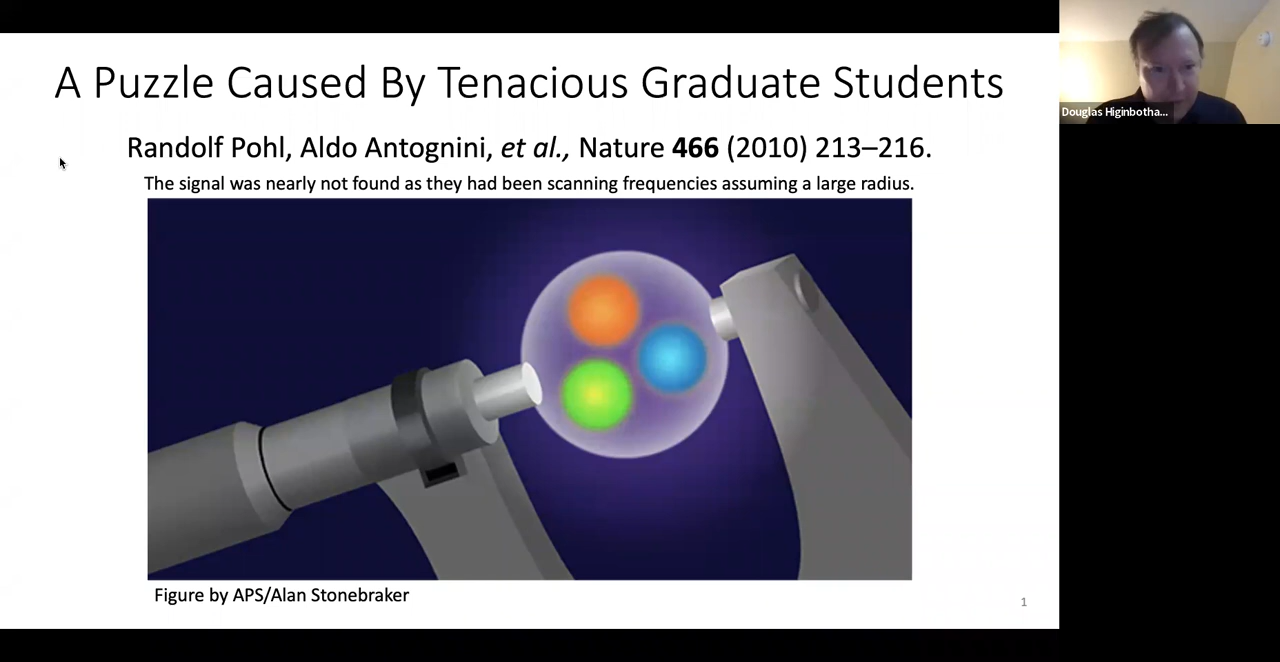 A Puzzle Caused By Tenacious Graduate Students
Randolf Pohl, Aldo Antognini, et al., Nature 466 (2010) 213–216.
The signal was nearly not found as they had been scanning frequencies assuming a large radius.
Figure by APS/Alan Stonebraker
1
Douglas Higinbotha...